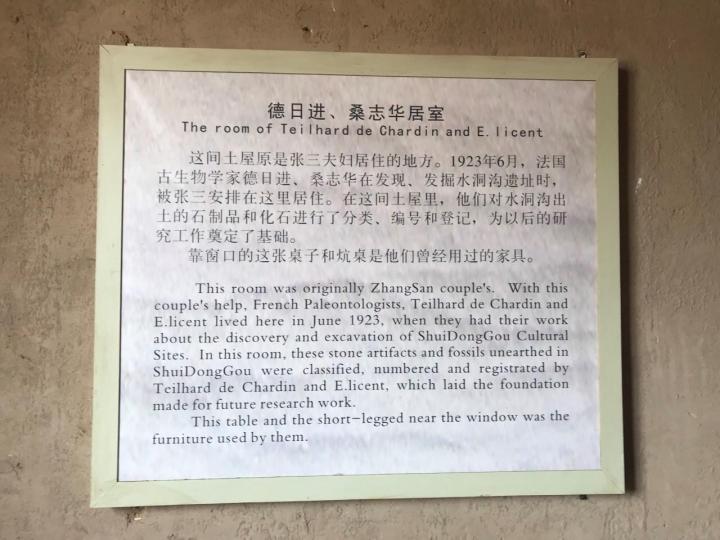 德日进、桑志华居室
The room of Teilhard de Chardin and E.licent
这间土屋原是张三夫妇居住的地方。1923年6月，法国
古生物学家德日进、桑志华在发现、发掘水洞沟遗址时，
被张三安排在这里居住。在这间土屋里，他们对水洞沟出
土的石制品和化石进行了分类、编号和登记，为以后的研
究工作奠定了基础。
靠窗口的这张桌子和炕桌是他们曾经用过的家具。
This room was originally ZhangSan couple's. With this
couple's help, French Paleontologists, Teilhard de Chardin and
E.licent lived here in June 1923, when they had their work
about the discovery and excavation of ShuiDongGou Cultural
Sites. In this room, these stone artifacts and fossils unearthed in
ShuiDongGou were classified, numbered and registrated by
Teilhard de Chardin and E.licent, which laid the foundation
made for future research work.
This table and the short-legged near the window was the
furniture used by them.